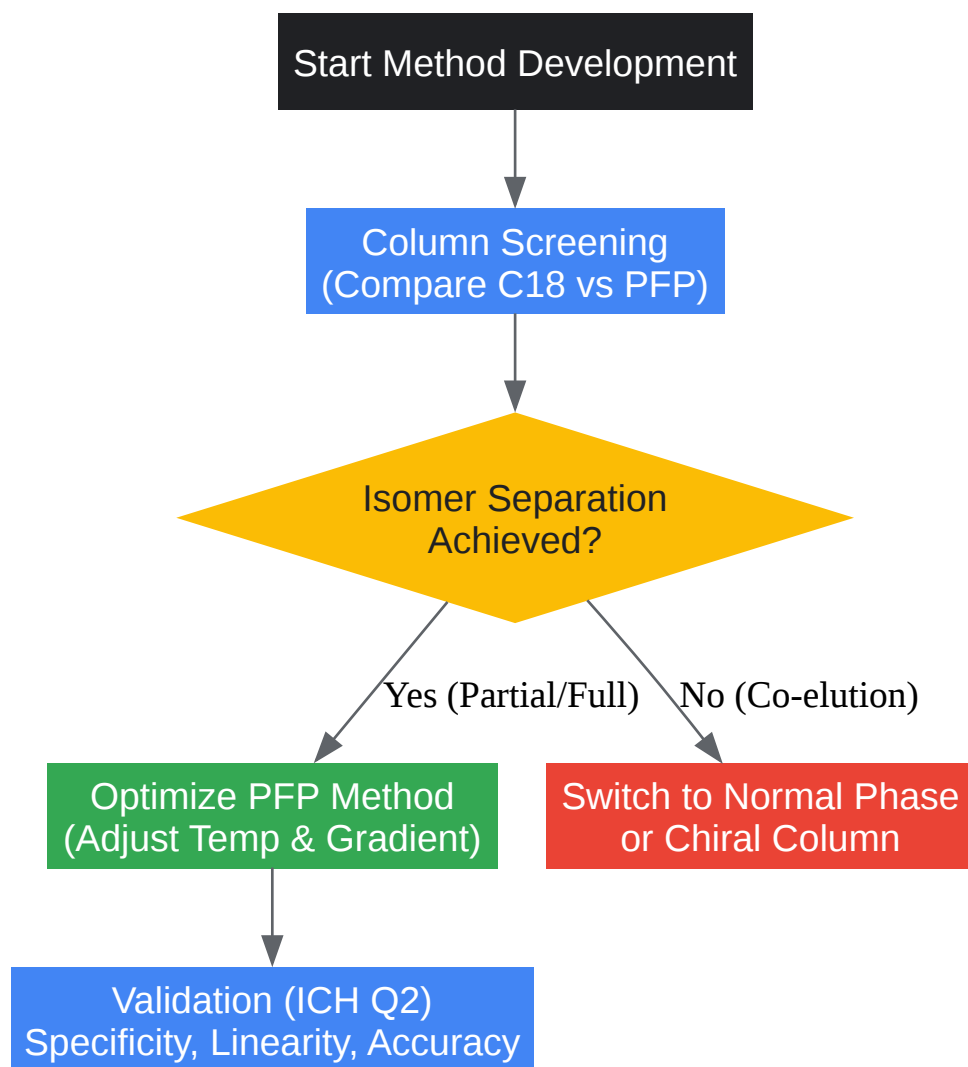 Start Method Development
Column Screening
(Compare C18 vs PFP)
Isomer Separation
Achieved?
Yes (Partial/Full)
No (Co-elution)
Optimize PFP Method
(Adjust Temp & Gradient)
Switch to Normal Phase
or Chiral Column
Validation (ICH Q2)
Specificity, Linearity, Accuracy